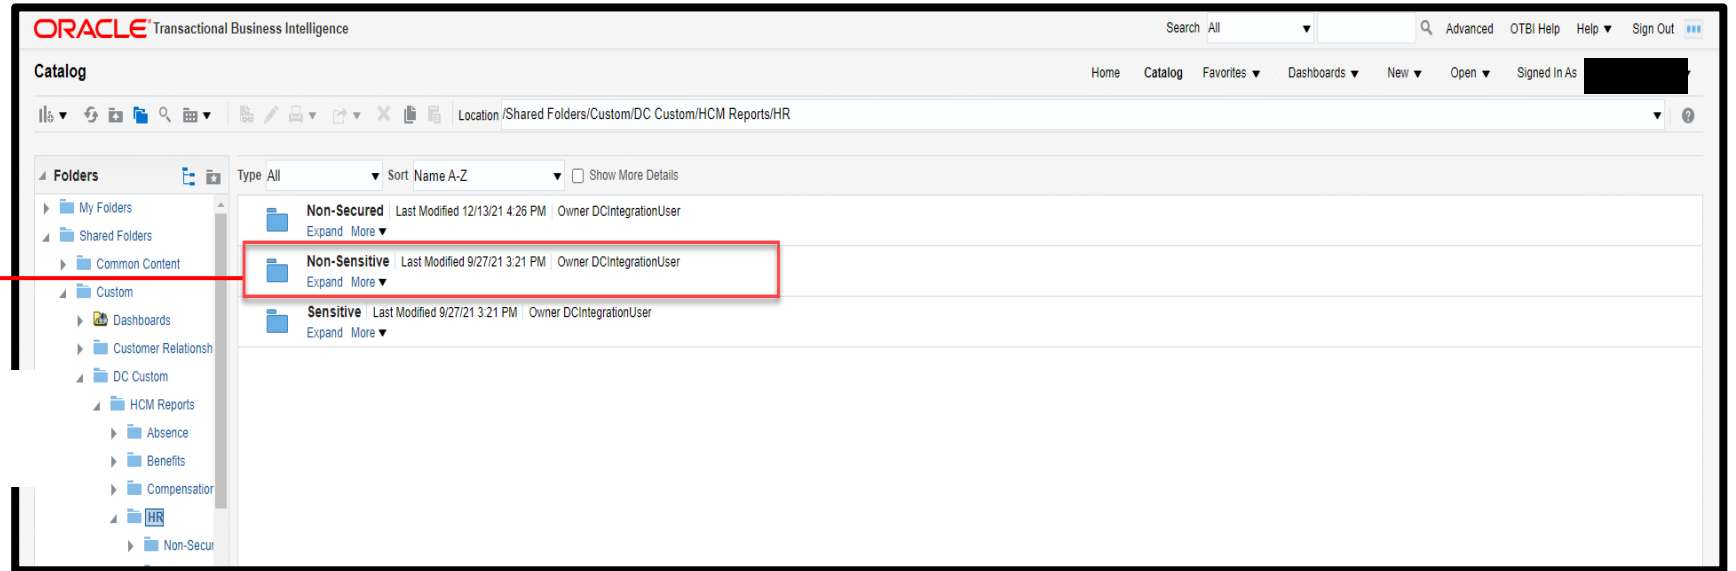 ORACLE Transactional Business Intelligence Search All Advanced OTBI Help Help Sign Out
Catalog Home Catalog Favorites Dashboards New Open Signed In As
Location /Shared Folders/Custom/DC Custom/HCM Reports/HR
Folders
My Folders
Shared Folders
Common Content
Custom
Dashboards
Customer Relationsh
DC Custom
HCM Reports
Absence
Benefits
Compensation
HR
Non-Secur
Type All Sort Name A-Z Show More Details
Non-Secured Last Modified 12/13/21 4:26 PM Owner DCIntegrationUser
Expand More
Non-Sensitive Last Modified 9/27/21 3:21 PM Owner DCIntegrationUser
Expand More
Sensitive Last Modified 9/27/21 3:21 PM Owner DCIntegrationUser
Expand More